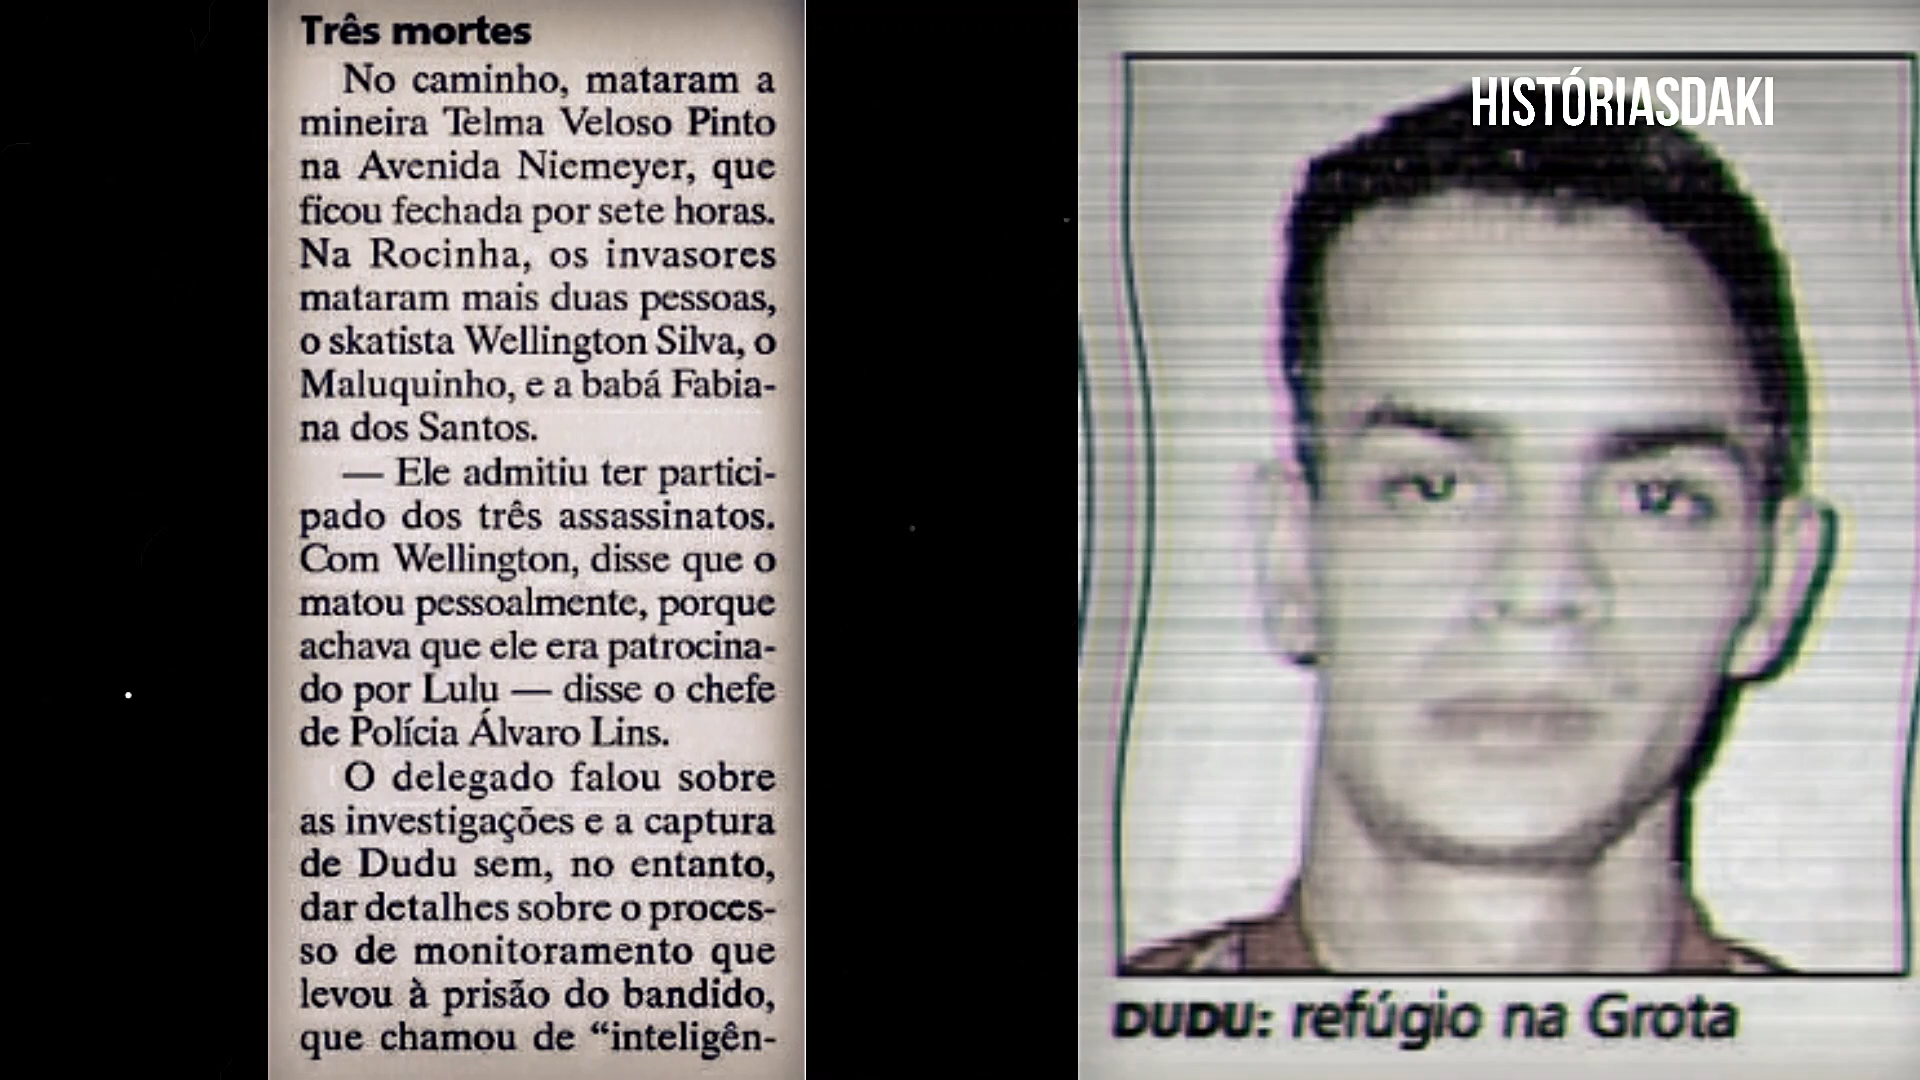 Três mortes
No caminho, mataram a
mineira Telma Veloso Pinto
na Avenida Niemeyer, que
ficou fechada por sete horas.
Na Rocinha, os invasores
mataram mais duas pessoas,
o skatista Wellington Silva, o
Maluquinho, e a babá Fabia-
na dos Santos.
— Ele admitiu ter partici-
pado dos três assassinatos.
Com Wellington, disse que o
matou pessoalmente, porque
achava que ele era patrocina-
do por Lulu — disse o chefe
de Polícia Álvaro Lins.
O delegado falou sobre
as investigações e a captura
de Dudu sem, no entanto,
dar detalhes sobre o proces-
so de monitoramento que
levou à prisão do bandido,
que chamou de “inteligên-
HISTÓRIASDAKI
DUDU: refúgio na Grota